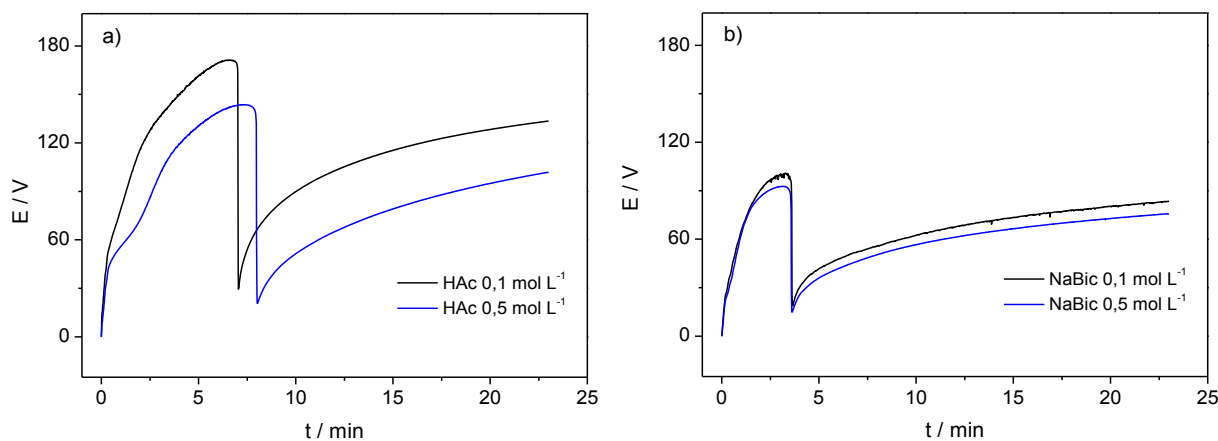 a)
180
120
60
0
E / V
HAc 0,1 mol L⁻¹
HAc 0,5 mol L⁻¹
0 5 10 15 20 25
t / min
b)
180
120
60
0
E / V
NaBic 0,1 mol L⁻¹
NaBic 0,5 mol L⁻¹
0 5 10 15 20 25
t / min